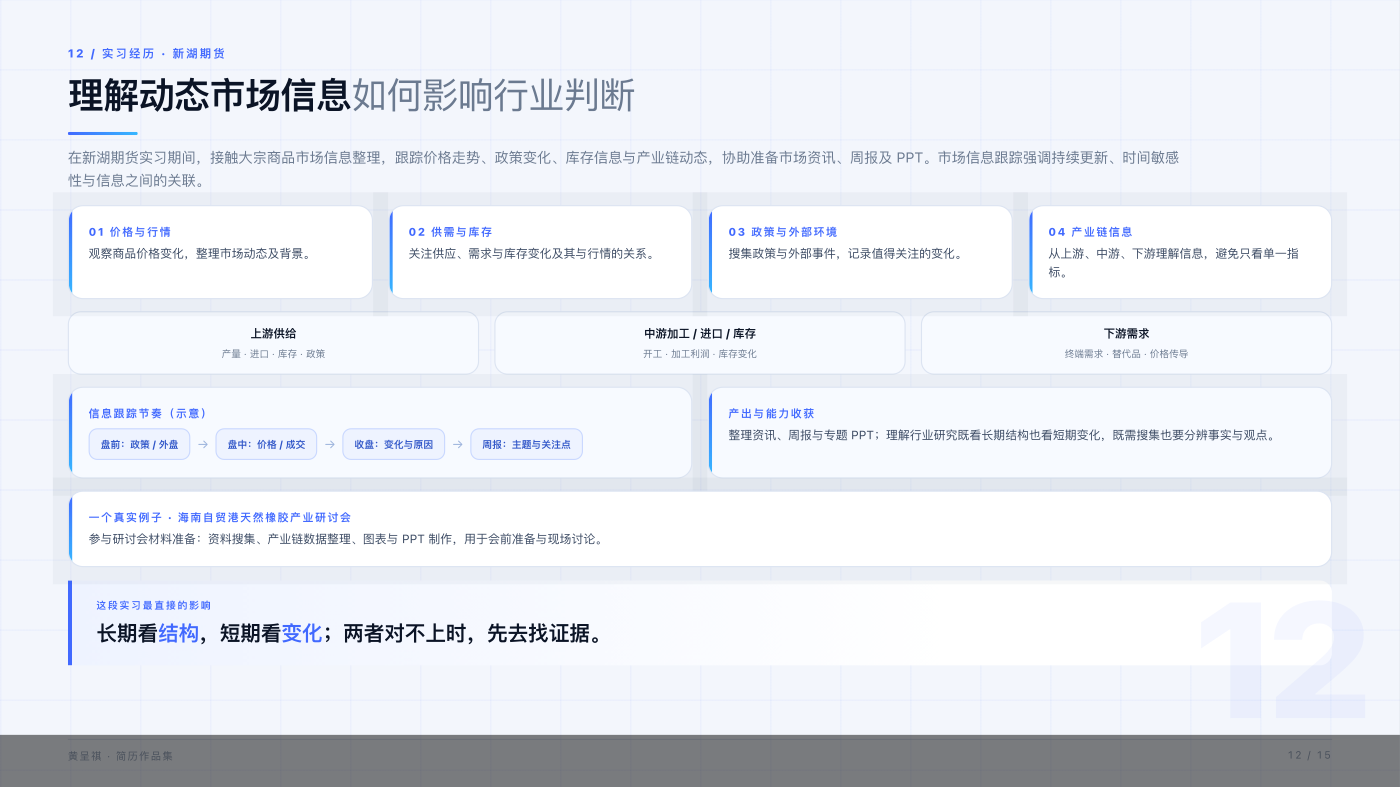 12 / 实习经历 · 新湖期货
理解动态市场信息如何影响行业判断
在新湖期货实习期间，接触大宗商品市场信息整理，跟踪价格走势、政策变化、库存信息与产业链动态，协助准备市场资讯、周报及 PPT。市场信息跟踪强调持续更新、时间敏感
性与信息之间的关联。
01 价格与行情
观察商品价格变化，整理市场动态及背景。
02 供需与库存
关注供应、需求与库存变化及其与行情的关系。
03 政策与外部环境
搜集政策与外部事件，记录值得关注的变化。
04 产业链信息
从上游、中游、下游理解信息，避免只看单一指
标。
上游供给
产量 · 进口 · 库存 · 政策
中游加工 / 进口 / 库存
开工 · 加工利润 · 库存变化
下游需求
终端需求 · 替代品 · 价格传导
信息跟踪节奏（示意）
盘前：政策 / 外盘 → 盘中：价格 / 成交 → 收盘：变化与原因 → 周报：主题与关注点
产出与能力收获
整理资讯、周报与专题 PPT；理解行业研究既看长期结构也看短期变化，既需搜集也要分辨事实与观点。
一个真实例子 · 海南自贸港天然橡胶产业研讨会
参与研讨会材料准备：资料搜集、产业链数据整理、图表与 PPT 制作，用于会前准备与现场讨论。
这段实习最直接的影响
长期看结构，短期看变化；两者对不上时，先去找证据。
12
黄呈祺 · 简历作品集
12 / 15